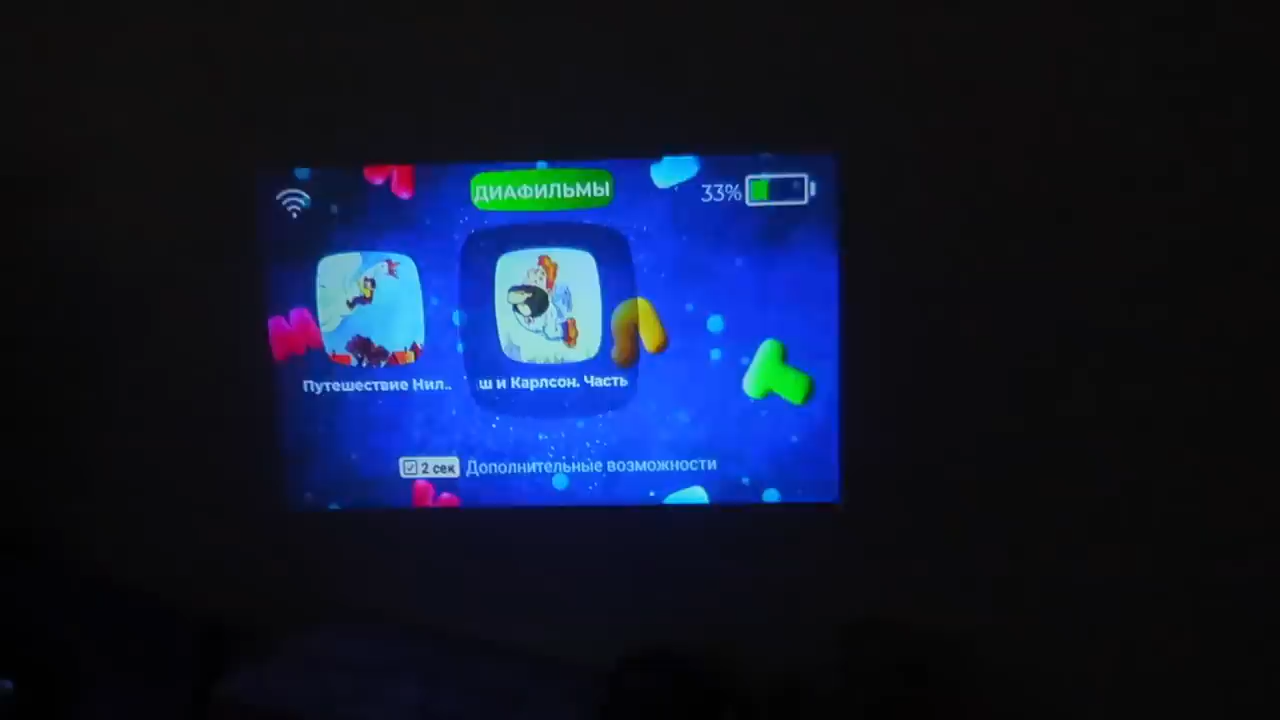 ДИАФИЛЬМЫ
33%
Путешествие Нил..
ш и Карлсон. Часть
2 сек Дополнительные возможности